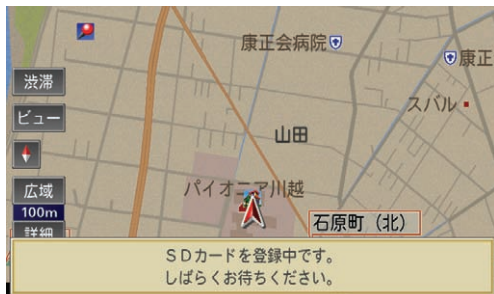 康正会病院
康正
渋滞
スバル
ビュー
山田
広域
パイオニア川越
100m
石原町（北）
詳細
ＳＤカードを登録中です。
しばらくお待ちください。